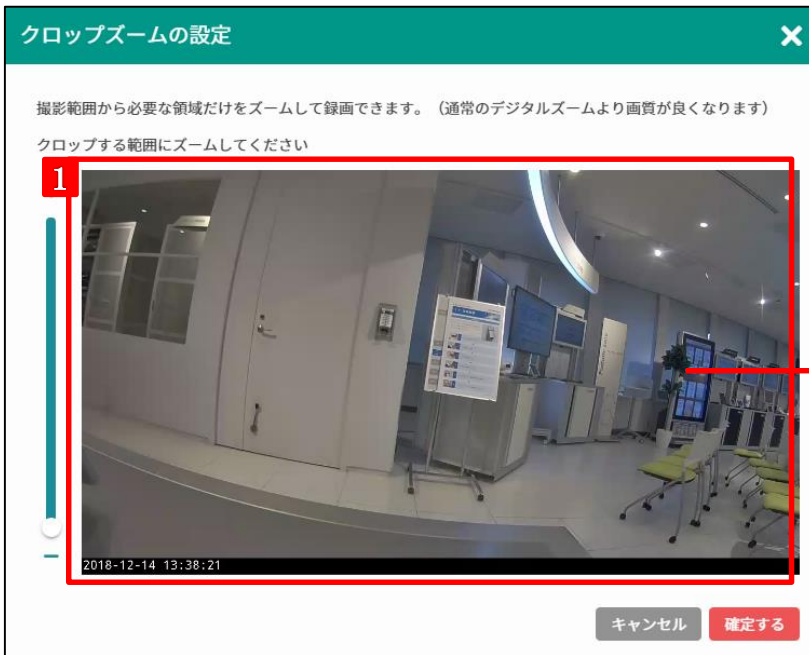 クロップズームの設定
撮影範囲から必要な領域だけをズームして録画できます。（通常のデジタルズームより画質が良くなります）
クロップする範囲にズームしてください
1
2018-12-14 13:38:21
キャンセル
確定する